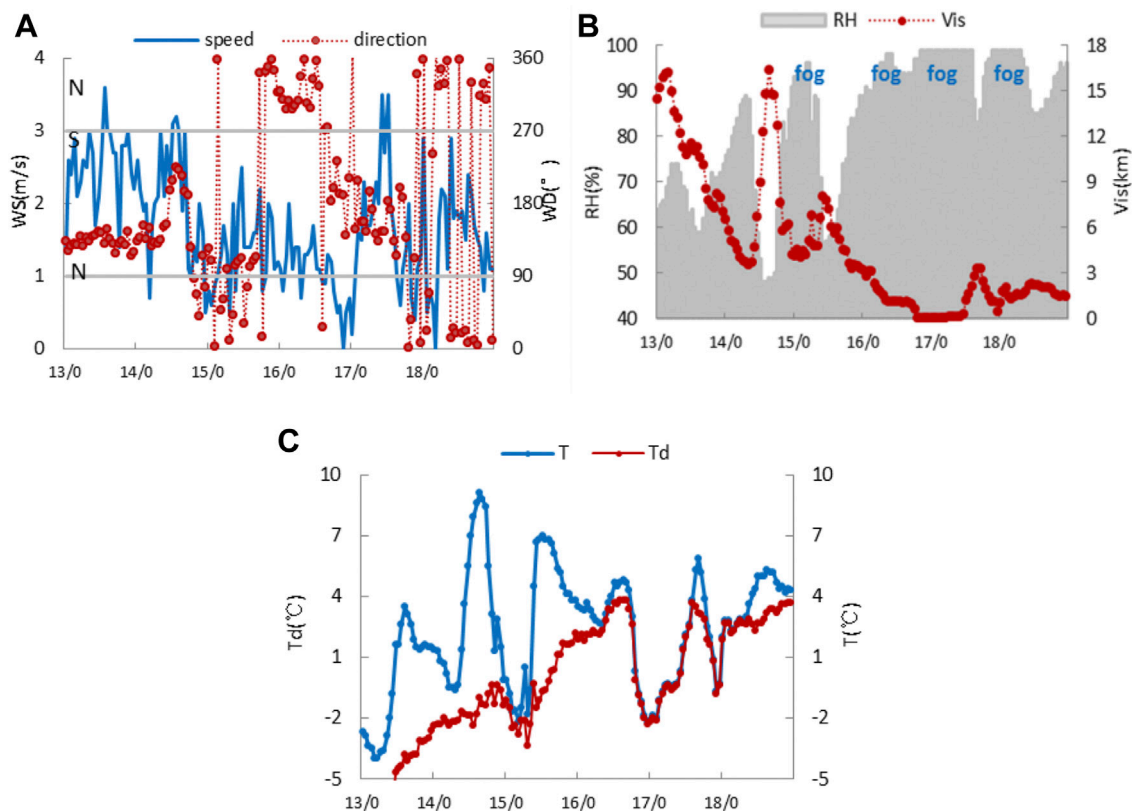 A
speed direction
4 360
N
3 270
S
WS(m/s) WD(°)
2 180
N
1 90
0 0
13/0 14/0 15/0 16/0 17/0 18/0
B
RH Vis
100 18
fog fog fog fog
90 15
80 12
70 9
RH(%) Vis(km)
60 6
50 3
40 0
13/0 14/0 15/0 16/0 17/0 18/0
C
T Td
10 10
7 7
4 4
Td(℃) T(℃)
1 1
-2 -2
-5 -5
13/0 14/0 15/0 16/0 17/0 18/0